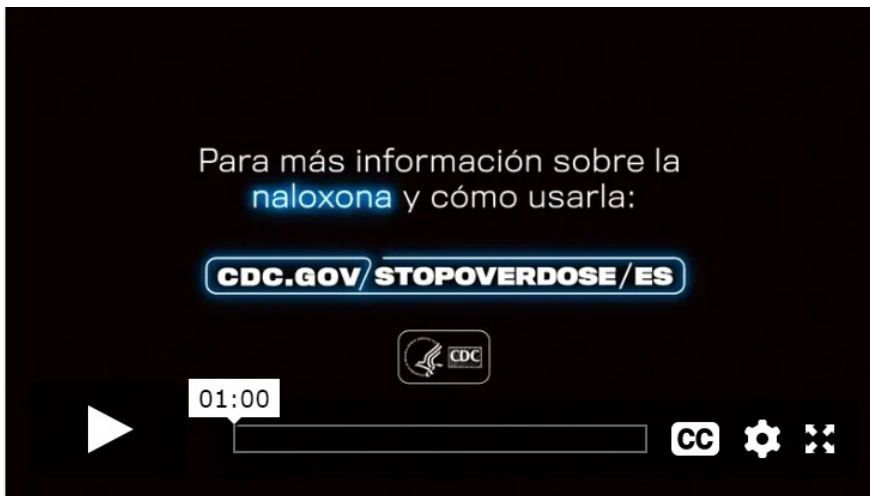 Para más información sobre la
naloxona y cómo usarla:
CDC.GOV/STOPOVERDOSE/ES
CDC
01:00
CC